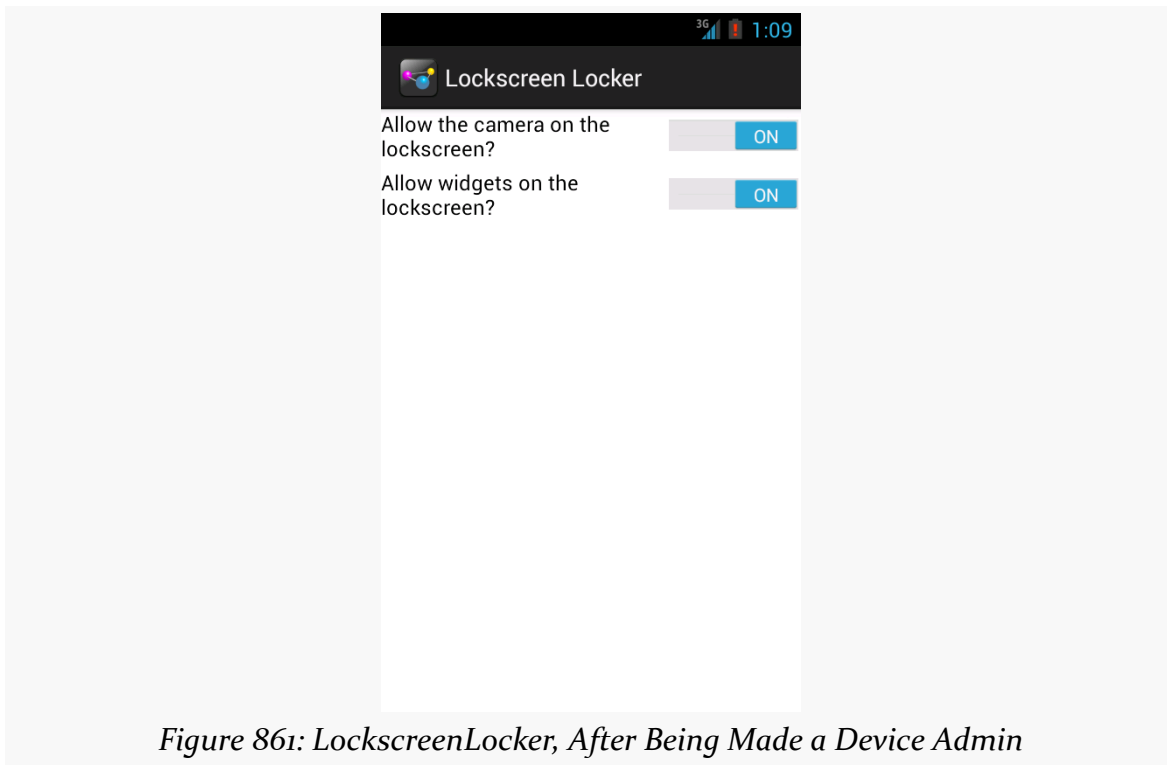 3G 1:09
Lockscreen Locker
Allow the camera on the
lockscreen?
ON
Allow widgets on the
lockscreen?
ON
Figure 861: LockscreenLocker, After Being Made a Device Admin